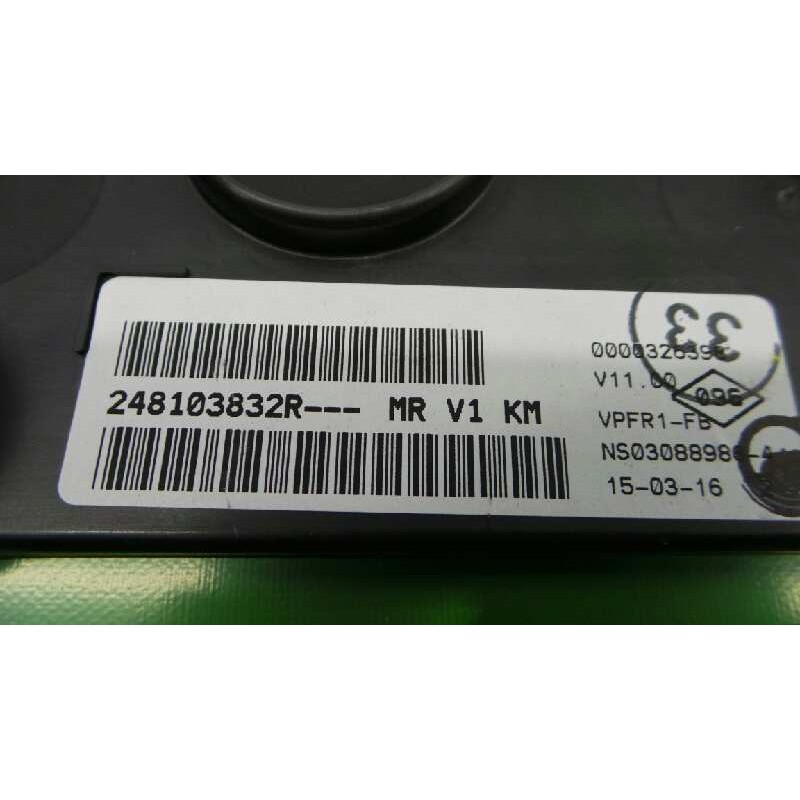 248103832R--- MR V1 KM
33
V11.00
096
VPFR1-FB
15-03-16